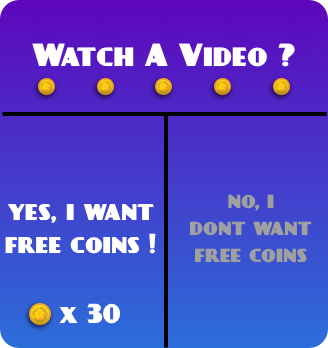 Watch A Video ?
YES, I WANT
FREE COINS !
x 30
NO, I
DONT WANT
FREE COINS